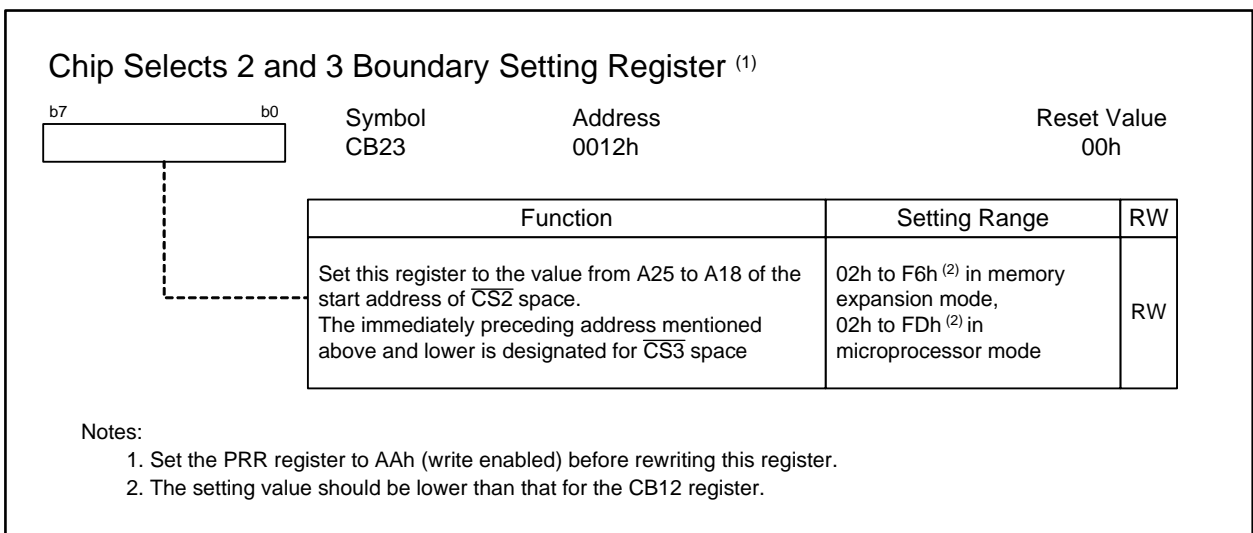 Chip Selects 2 and 3 Boundary Setting Register (1)
b7 b0 Symbol Address Reset Value
CB23 0012h 00h
Function Setting Range RW
Set this register to the value from A25 to A18 of the
start address of CS2 space.
The immediately preceding address mentioned
above and lower is designated for CS3 space
02h to F6h (2) in memory
expansion mode,
02h to FDh (2) in
microprocessor mode
RW
Notes:
1. Set the PRR register to AAh (write enabled) before rewriting this register.
2. The setting value should be lower than that for the CB12 register.